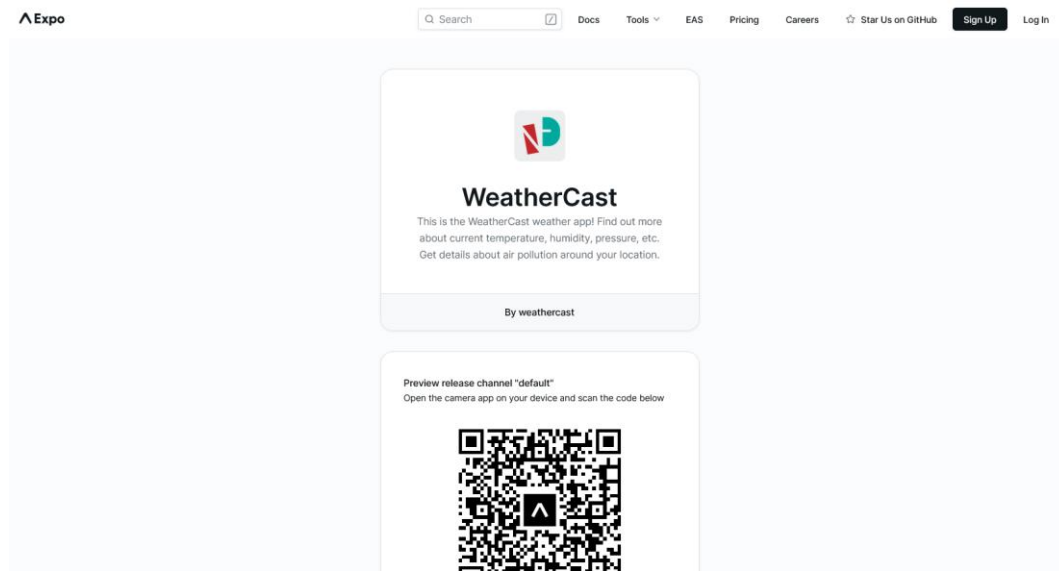 Expo
Search / Docs Tools EAS Pricing Careers Star Us on GitHub Sign Up Log In
WeatherCast
This is the WeatherCast weather app! Find out more
about current temperature, humidity, pressure, etc.
Get details about air pollution around your location.
By weathercast
Preview release channel "default"
Open the camera app on your device and scan the code below